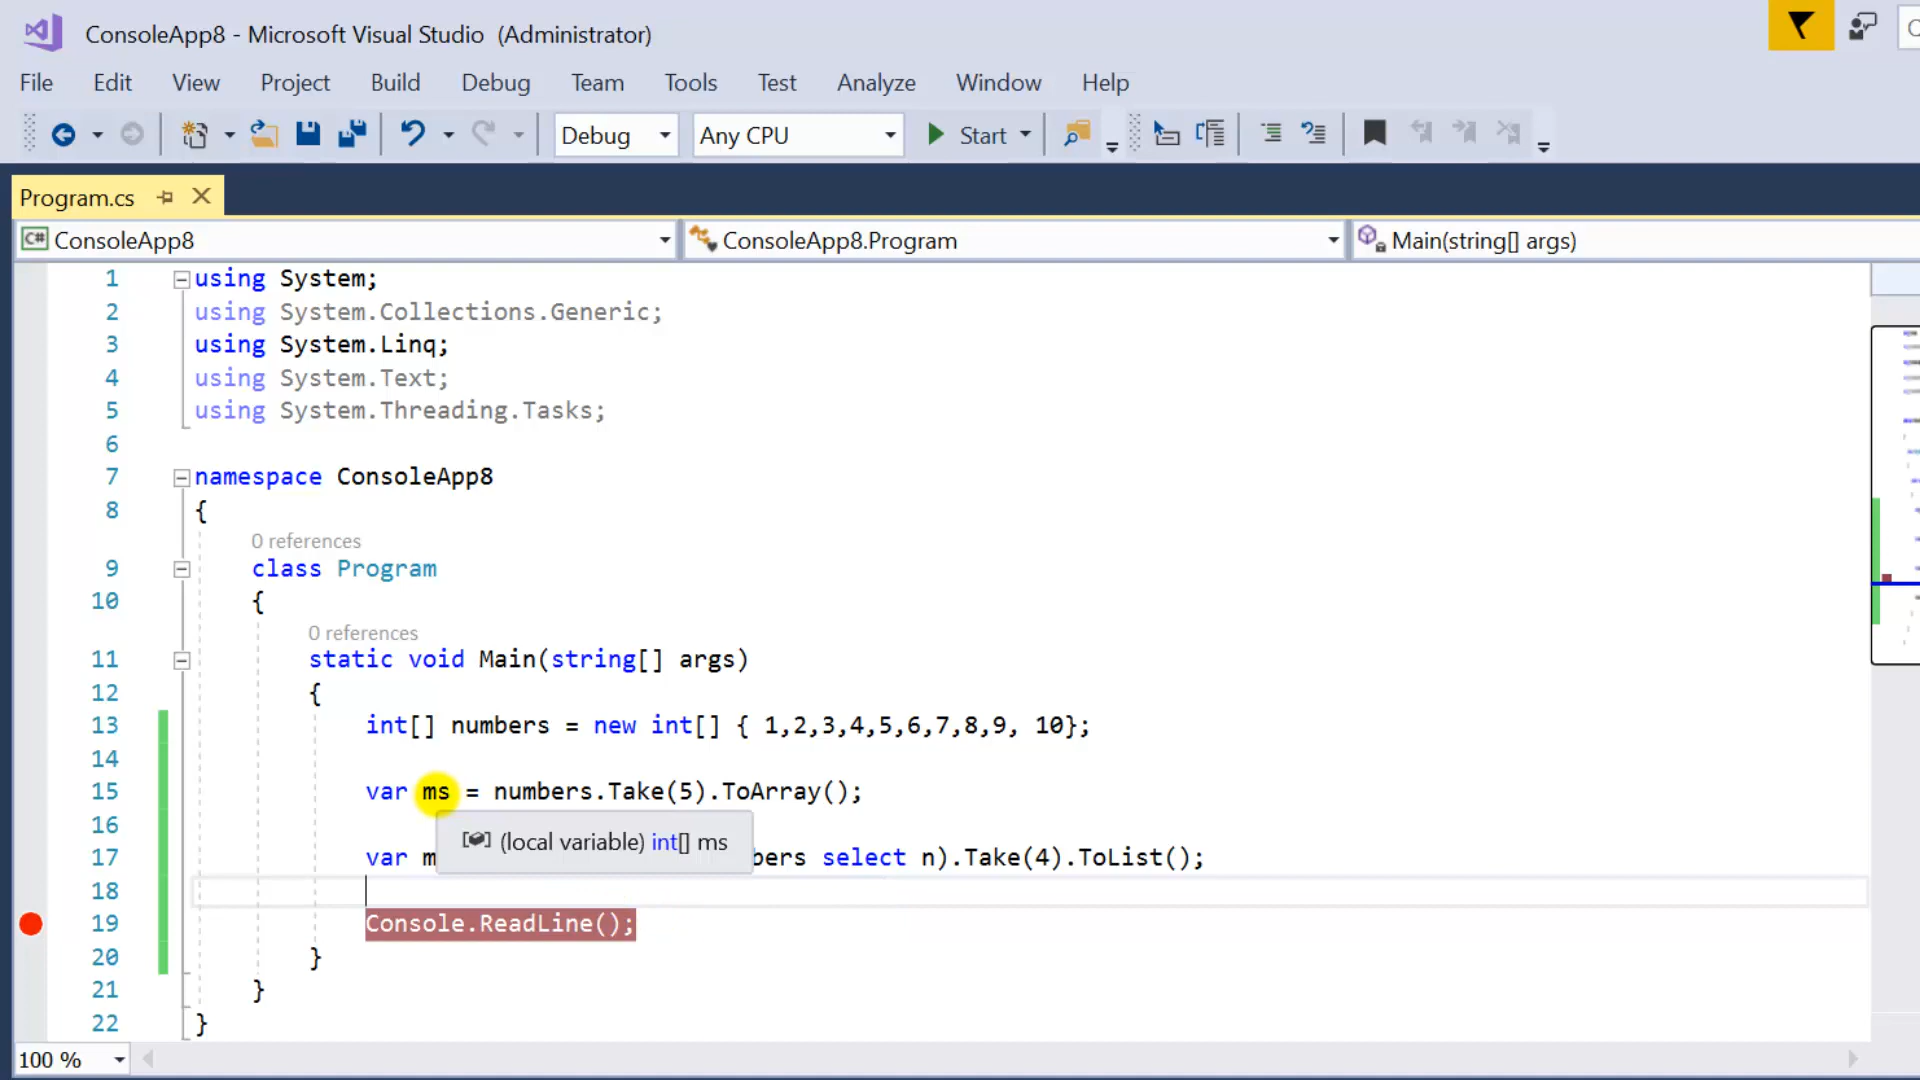 ConsoleApp8 - Microsoft Visual Studio (Administrator)
File Edit View Project Build Debug Team Tools Test Analyze Window Help
Debug Any CPU Start
Program.cs
C# ConsoleApp8 ConsoleApp8.Program Main(string[] args)
1 using System;
2 using System.Collections.Generic;
3 using System.Linq;
4 using System.Text;
5 using System.Threading.Tasks;
6
7 namespace ConsoleApp8
8 {
0 references
9 class Program
10 {
0 references
11 static void Main(string[] args)
12 {
13 int[] numbers = new int[] { 1,2,3,4,5,6,7,8,9, 10};
14
15 var ms = numbers.Take(5).ToArray();
16
(local variable) int[] ms
17 var m bers select n).Take(4).ToList();
18
19 Console.ReadLine();
20 }
21 }
22 }
100 %